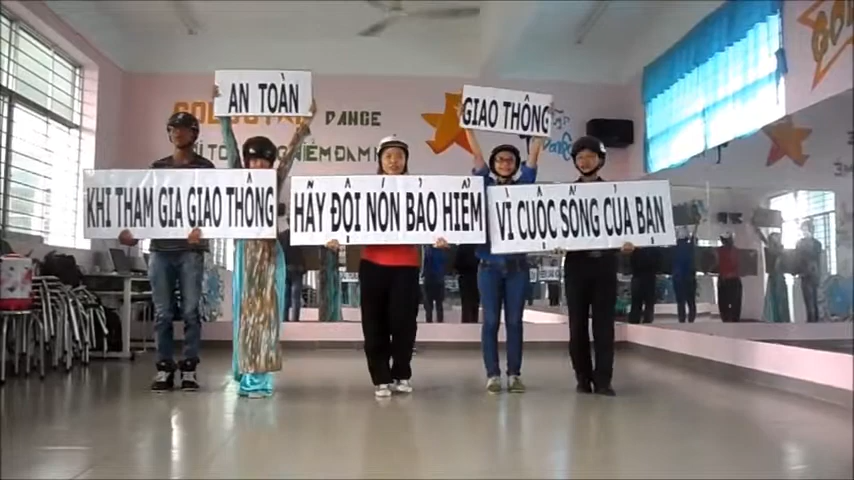 AN TOÀN
GIAO THÔNG
DANCE
KHI THAM GIA GIAO THÔNG
HÃY ĐỘI NÓN BẢO HIỂM
VÌ CUỘC SỐNG CỦA BẠN